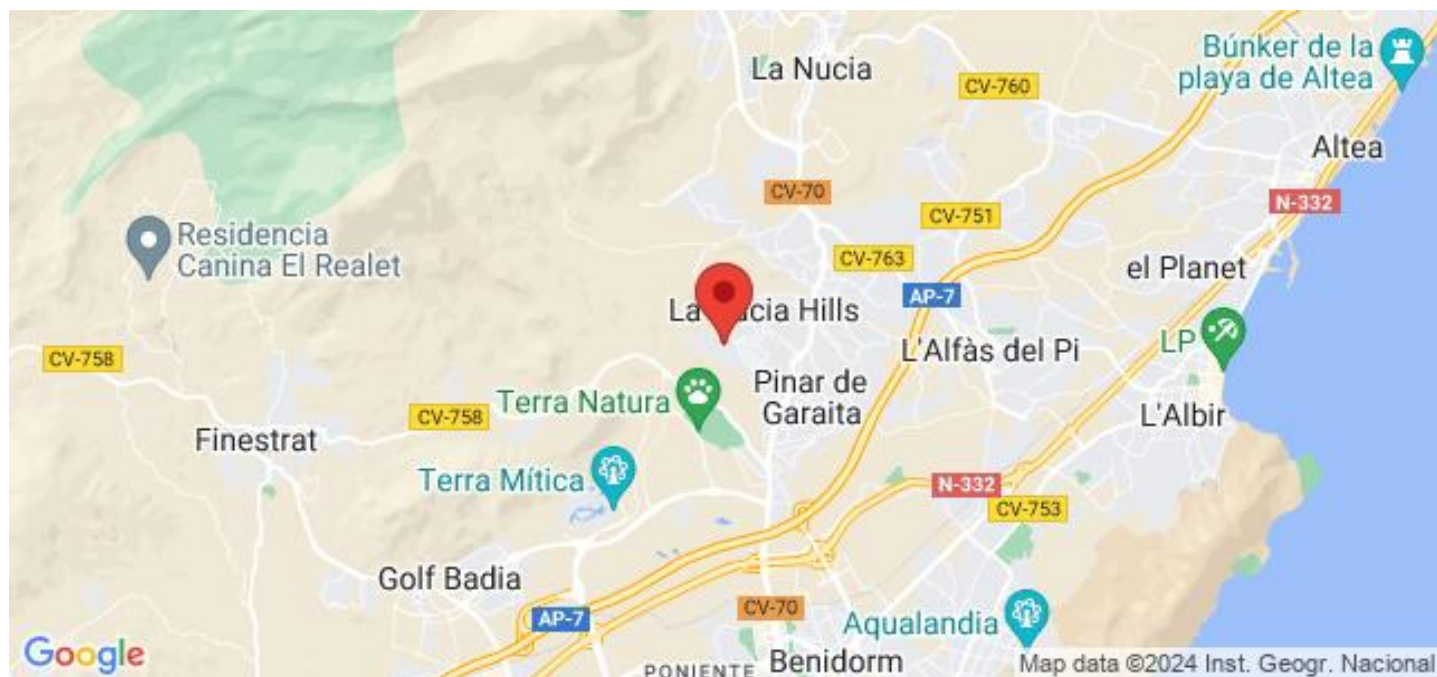 La Nucia
Búnker de la
playa de Altea
CV-760
Altea
CV-70
N-332
CV-751
Residencia
Canina El Realet
CV-763
el Planet
AP-7
La Nucia Hills
LP
CV-758
L'Alfàs del Pi
Terra Natura
Pinar de
Garaita
CV-758
L'Albir
Finestrat
Terra Mítica
N-332
CV-753
Golf Badia
CV-70
AP-7
Aqualandia
Google
PONIENTE
Benidorm
Map data ©2024 Inst. Geogr. Nacional